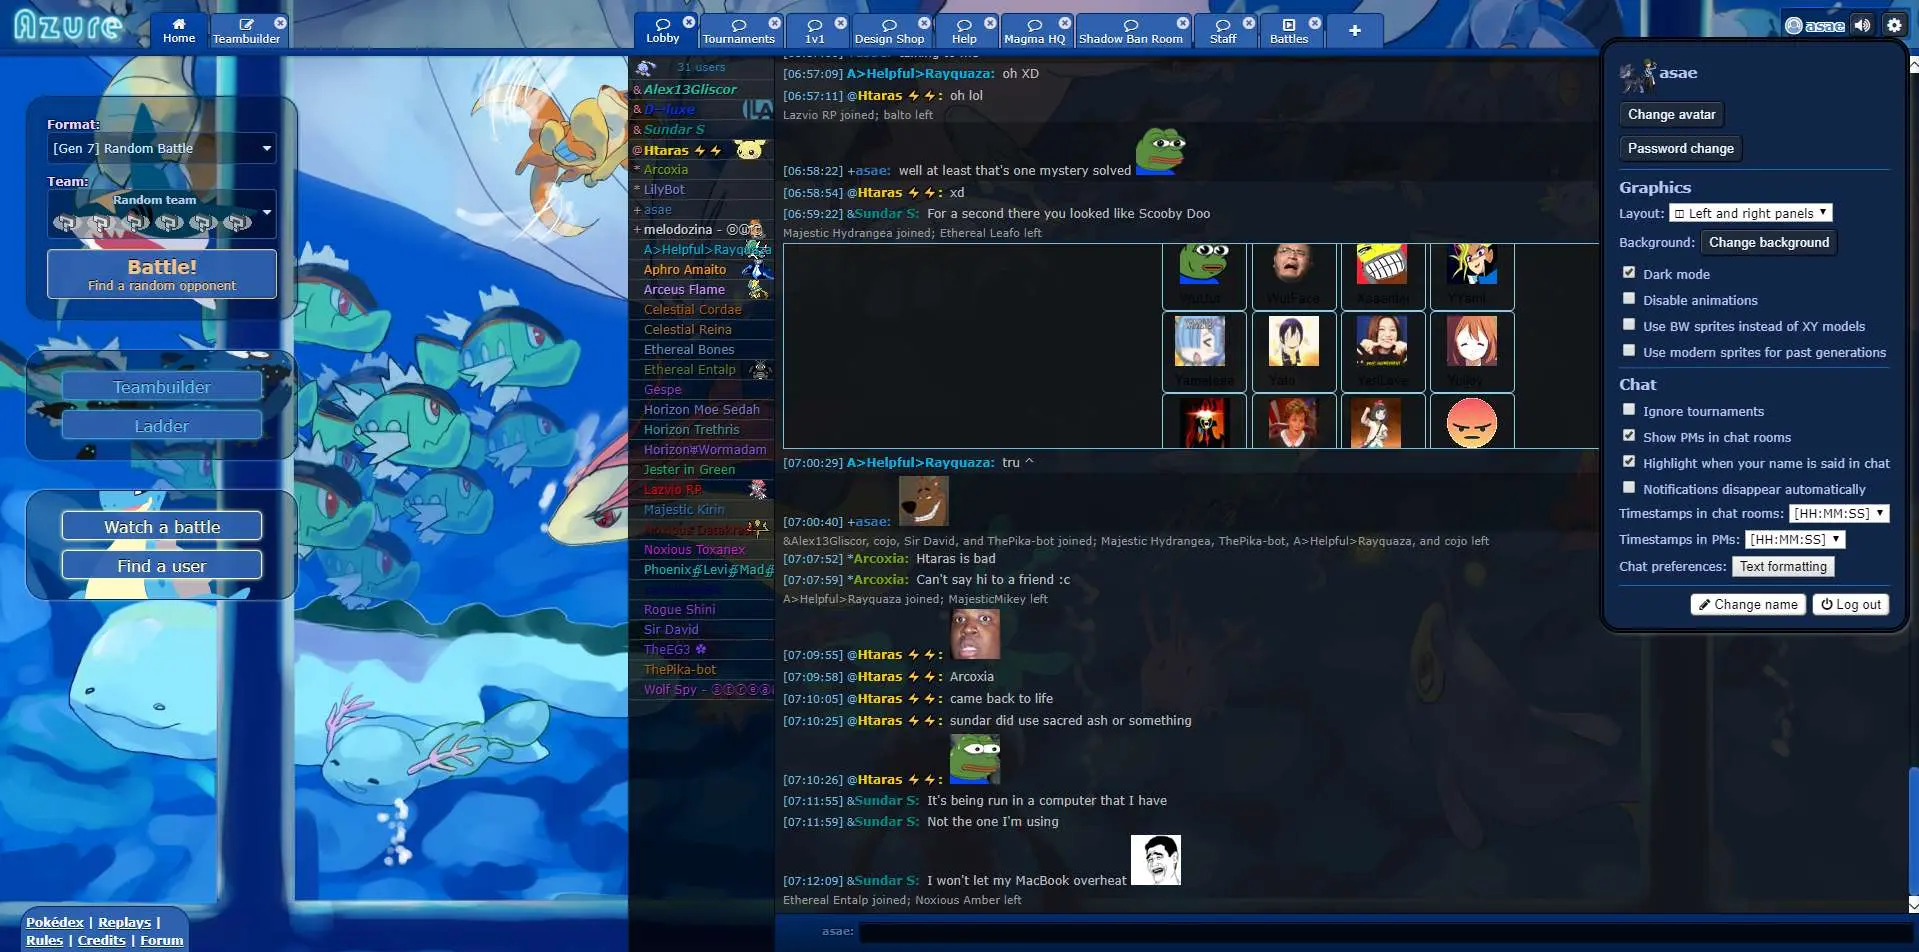 Azure
Home
Teambuilder
Lobby
Tournaments
1v1
Design Shop
Help
Magma HQ
Shadow Ban Room
Staff
Battles
asae
Format:
[Gen 7] Random Battle
Team:
Random team
Battle!
Find a random opponent
Teambuilder
Ladder
Watch a battle
Find a user
Pokédex | Replays |
Rules | Credits | Forum
31 users
&Alex13Gliscor
&D-luxe
&Sundar S
@Htaras ⚡⚡
*Arcoxia
*LilyBot
+asae
+melodozina -
A>Helpful>Rayquaza
Aphro Amaito
Arceus Flame
Celestial Cordae
Celestial Reina
Ethereal Bones
Ethereal Entalp
Gespe
Horizon Moe Sedah
Horizon Tethris
Horizon Wormadam
Jester in Green
Lazvio RP
Majestic Kirin
Noxious
Noxious Toxanex
Phoenix∯Levi∯Mad∯
Rogue Shini
Sir David
TheEG3 ✿
ThePika-bot
Wolf Spy - ⓐⓢⓣⓡⓔⓐ
[06:57:09] A>Helpful>Rayquaza: oh XD
[06:57:11] @Htaras ⚡⚡: oh lol
Lazvio RP joined; balto left
[06:58:22] +asae: well at least that's one mystery solved
[06:58:54] @Htaras ⚡⚡: xd
[06:59:22] &Sundar S: For a second there you looked like Scooby Doo
Majestic Hydrangea joined; Ethereal Leafo left
WutFace
YYami
Yato
[07:00:29] A>Helpful>Rayquaza: tru ^
[07:00:40] +asae:
&Alex13Gliscor, cojo, Sir David, and ThePika-bot joined; Majestic Hydrangea, ThePika-bot, A>Helpful>Rayquaza, and cojo left
[07:07:52] *Arcoxia: Htaras is bad
[07:07:59] *Arcoxia: Can't say hi to a friend :c
A>Helpful>Rayquaza joined; MajesticMikey left
[07:09:55] @Htaras ⚡⚡:
[07:09:58] @Htaras ⚡⚡: Arcoxia
[07:10:05] @Htaras ⚡⚡: came back to life
[07:10:25] @Htaras ⚡⚡: sundar did use sacred ash or something
[07:10:26] @Htaras ⚡⚡:
[07:11:55] &Sundar S: It's being run in a computer that I have
[07:11:59] &Sundar S: Not the one I'm using
[07:12:09] &Sundar S: I won't let my MacBook overheat
Ethereal Entalp joined; Noxious Amber left
asae:
asae
Change avatar
Password change
Graphics
Layout: Left and right panels
Background: Change background
Dark mode
Disable animations
Use BW sprites instead of XY models
Use modern sprites for past generations
Chat
Ignore tournaments
Show PMs in chat rooms
Highlight when your name is said in chat
Notifications disappear automatically
Timestamps in chat rooms: [HH:MM:SS]
Timestamps in PMs: [HH:MM:SS]
Chat preferences: Text formatting
Change name
Log out